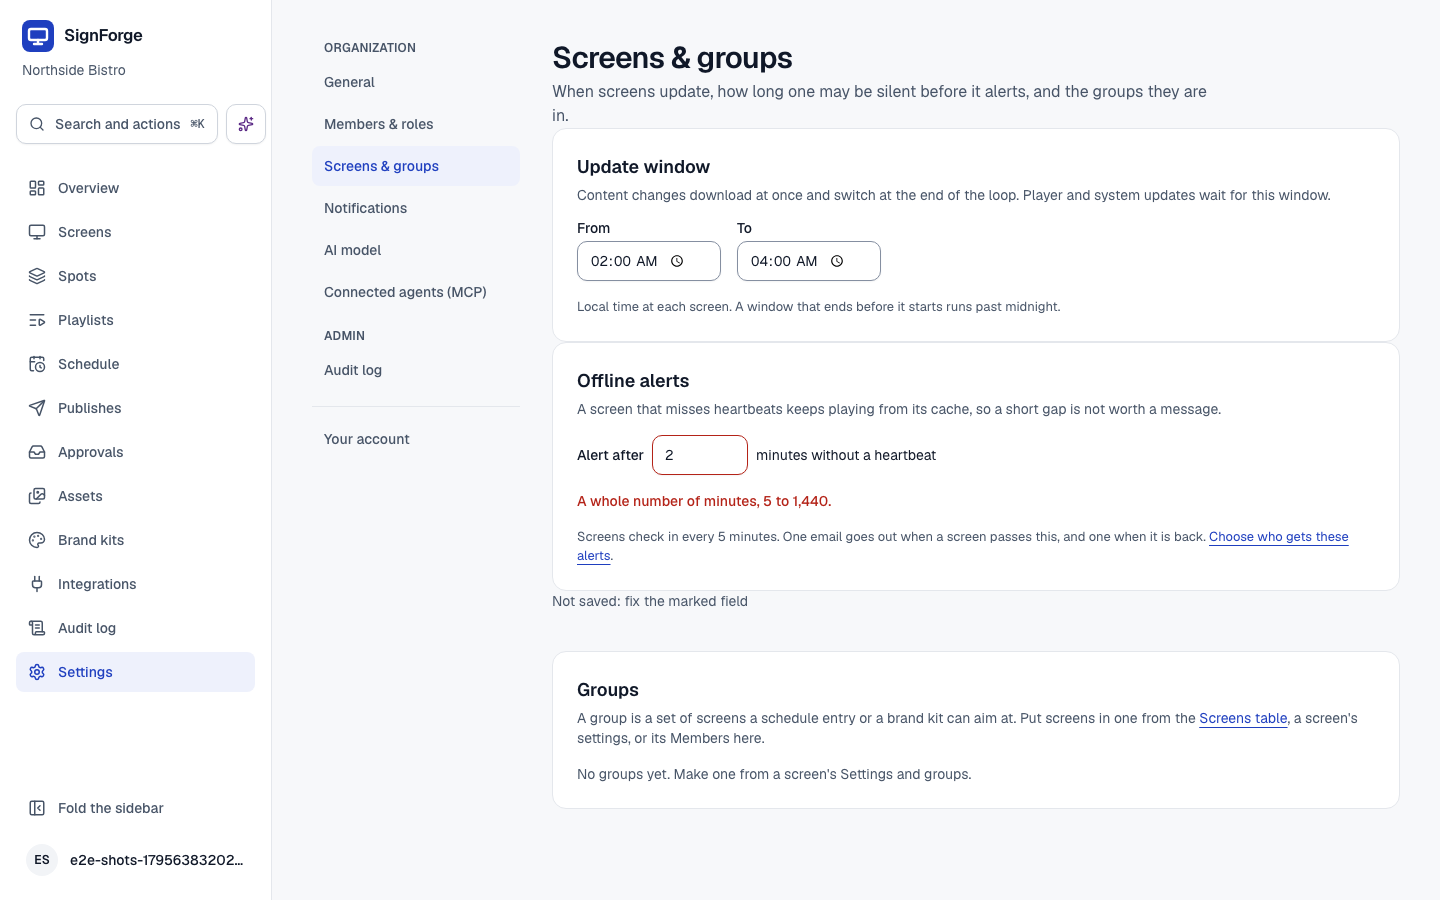 SignForge
Northside Bistro
Search and actions ⌘K
Overview
Screens
Spots
Playlists
Schedule
Publishes
Approvals
Assets
Brand kits
Integrations
Audit log
Settings
Fold the sidebar
ES e2e-shots-17956383202...
ORGANIZATION
General
Members & roles
Screens & groups
Notifications
AI model
Connected agents (MCP)
ADMIN
Audit log
Your account
Screens & groups
When screens update, how long one may be silent before it alerts, and the groups they are
in.
Update window
Content changes download at once and switch at the end of the loop. Player and system updates wait for this window.
From To
02:00 AM 04:00 AM
Local time at each screen. A window that ends before it starts runs past midnight.
Offline alerts
A screen that misses heartbeats keeps playing from its cache, so a short gap is not worth a message.
Alert after 2 minutes without a heartbeat
A whole number of minutes, 5 to 1,440.
Screens check in every 5 minutes. One email goes out when a screen passes this, and one when it is back. Choose who gets these
alerts.
Not saved: fix the marked field
Groups
A group is a set of screens a schedule entry or a brand kit can aim at. Put screens in one from the Screens table, a screen's
settings, or its Members here.
No groups yet. Make one from a screen's Settings and groups.